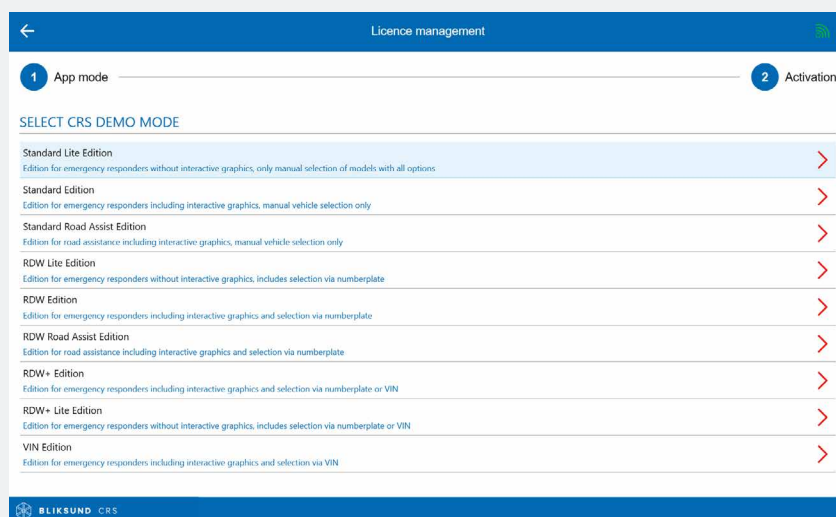 Licence management
1 App mode 2 Activation
SELECT CRS DEMO MODE
Standard Lite Edition
Edition for emergency responders without interactive graphics, only manual selection of models with all options
Standard Edition
Edition for emergency responders including interactive graphics, manual vehicle selection only
Standard Road Assist Edition
Edition for road assistance including interactive graphics, manual vehicle selection only
RDW Lite Edition
Edition for emergency responders without interactive graphics, includes selection via numberplate
RDW Edition
Edition for emergency responders including interactive graphics and selection via numberplate
RDW Road Assist Edition
Edition for road assistance including interactive graphics and selection via numberplate
RDW+ Edition
Edition for emergency responders including interactive graphics and selection via numberplate or VIN
RDW+ Lite Edition
Edition for emergency responders without interactive graphics, includes selection via numberplate or VIN
VIN Edition
Edition for emergency responders including interactive graphics and selection via VIN
BLIKSUND CRS